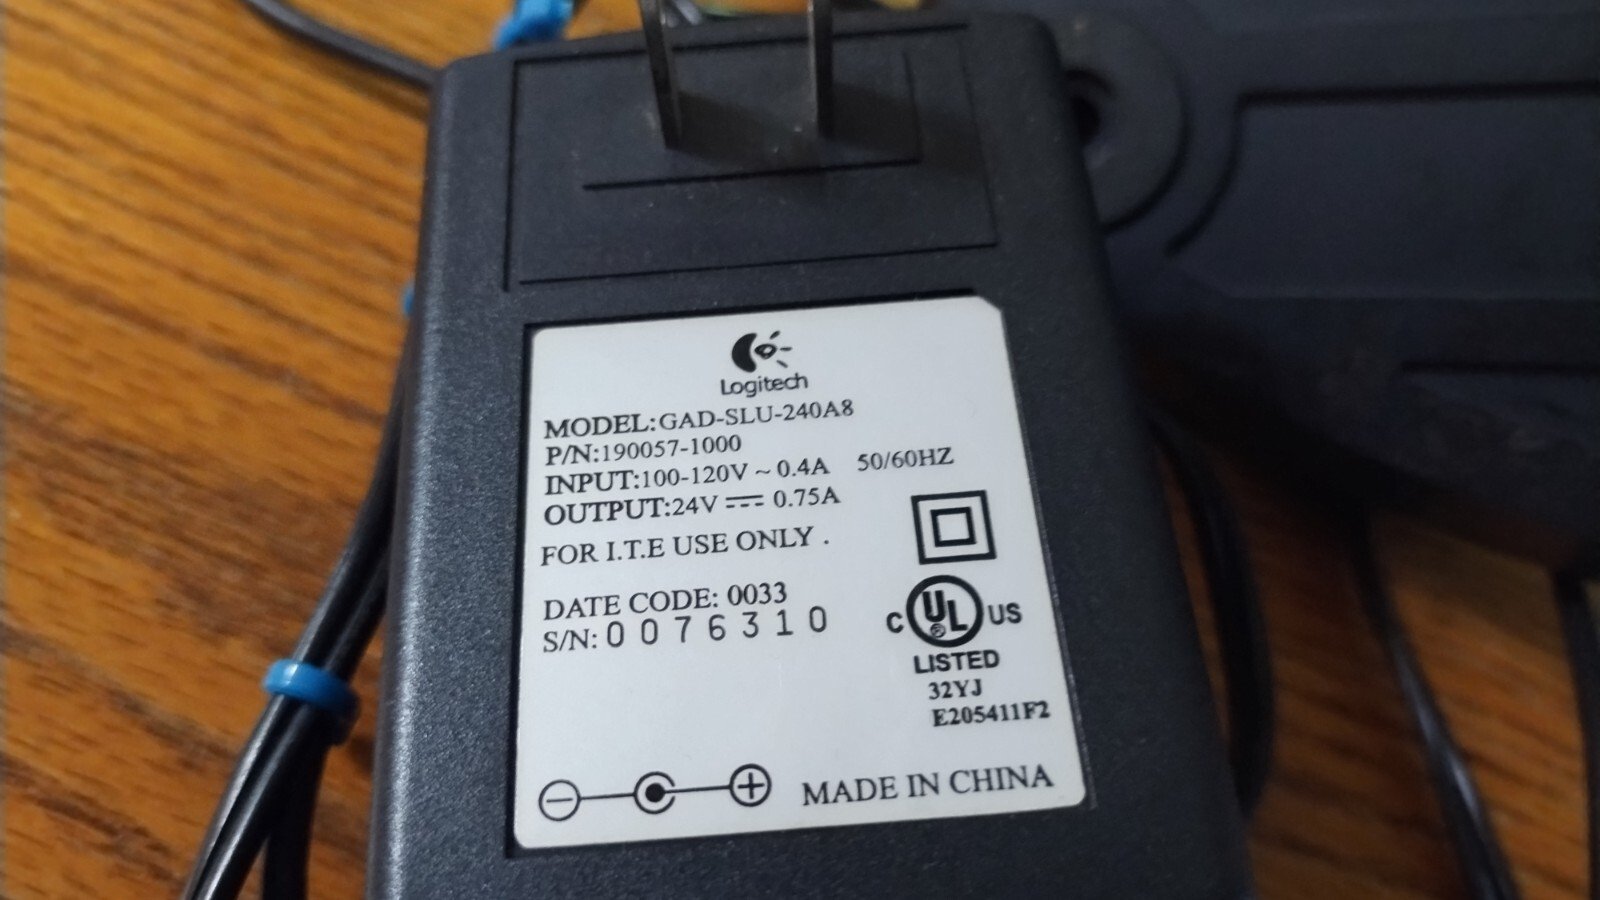 Logitech
MODEL:GAD-SLU-240A8
P/N:190057-1000
INPUT:100-120V ~ 0.4A 50/60HZ
OUTPUT:24V ⎓ 0.75A
FOR I.T.E USE ONLY .
DATE CODE: 0033
S/N: 0076310
C UL ® US
LISTED
32YJ
E205411F2
MADE IN CHINA